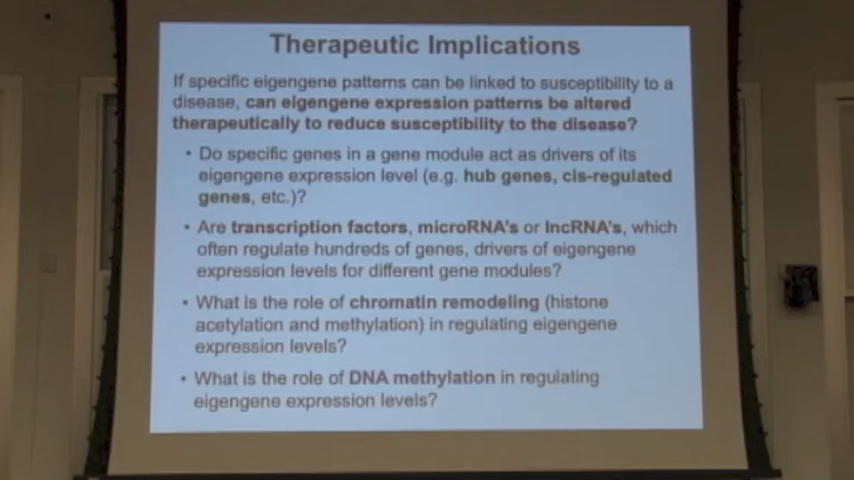 Therapeutic Implications
If specific eigengene patterns can be linked to susceptibility to a
disease, can eigengene expression patterns be altered
therapeutically to reduce susceptibility to the disease?
• Do specific genes in a gene module act as drivers of its
eigengene expression level (e.g. hub genes, cis-regulated
genes, etc.)?
• Are transcription factors, microRNA's or lncRNA's, which
often regulate hundreds of genes, drivers of eigengene
expression levels for different gene modules?
• What is the role of chromatin remodeling (histone
acetylation and methylation) in regulating eigengene
expression levels?
• What is the role of DNA methylation in regulating
eigengene expression levels?